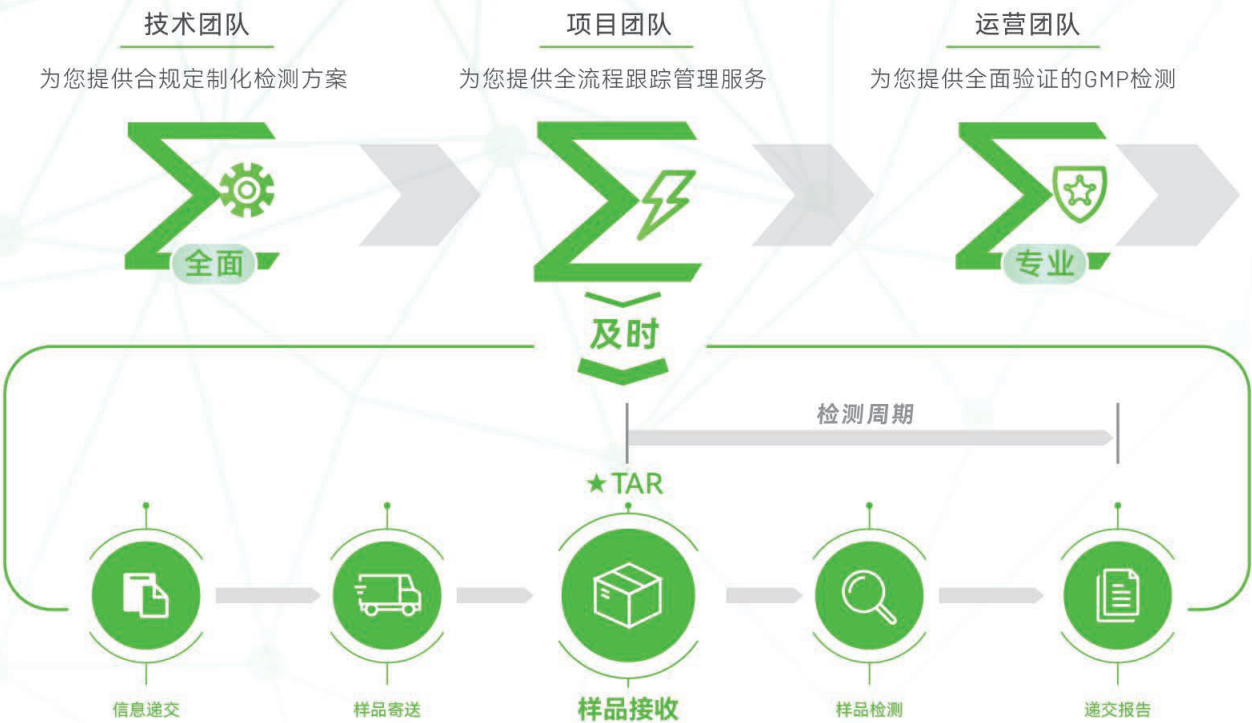 技术团队
项目团队
运营团队
为您提供合规定制化检测方案
为您提供全流程跟踪管理服务
为您提供全面验证的GMP检测
全面
专业
及时
检测周期
★TAR
信息递交
样品寄送
样品接收
样品检测
递交报告